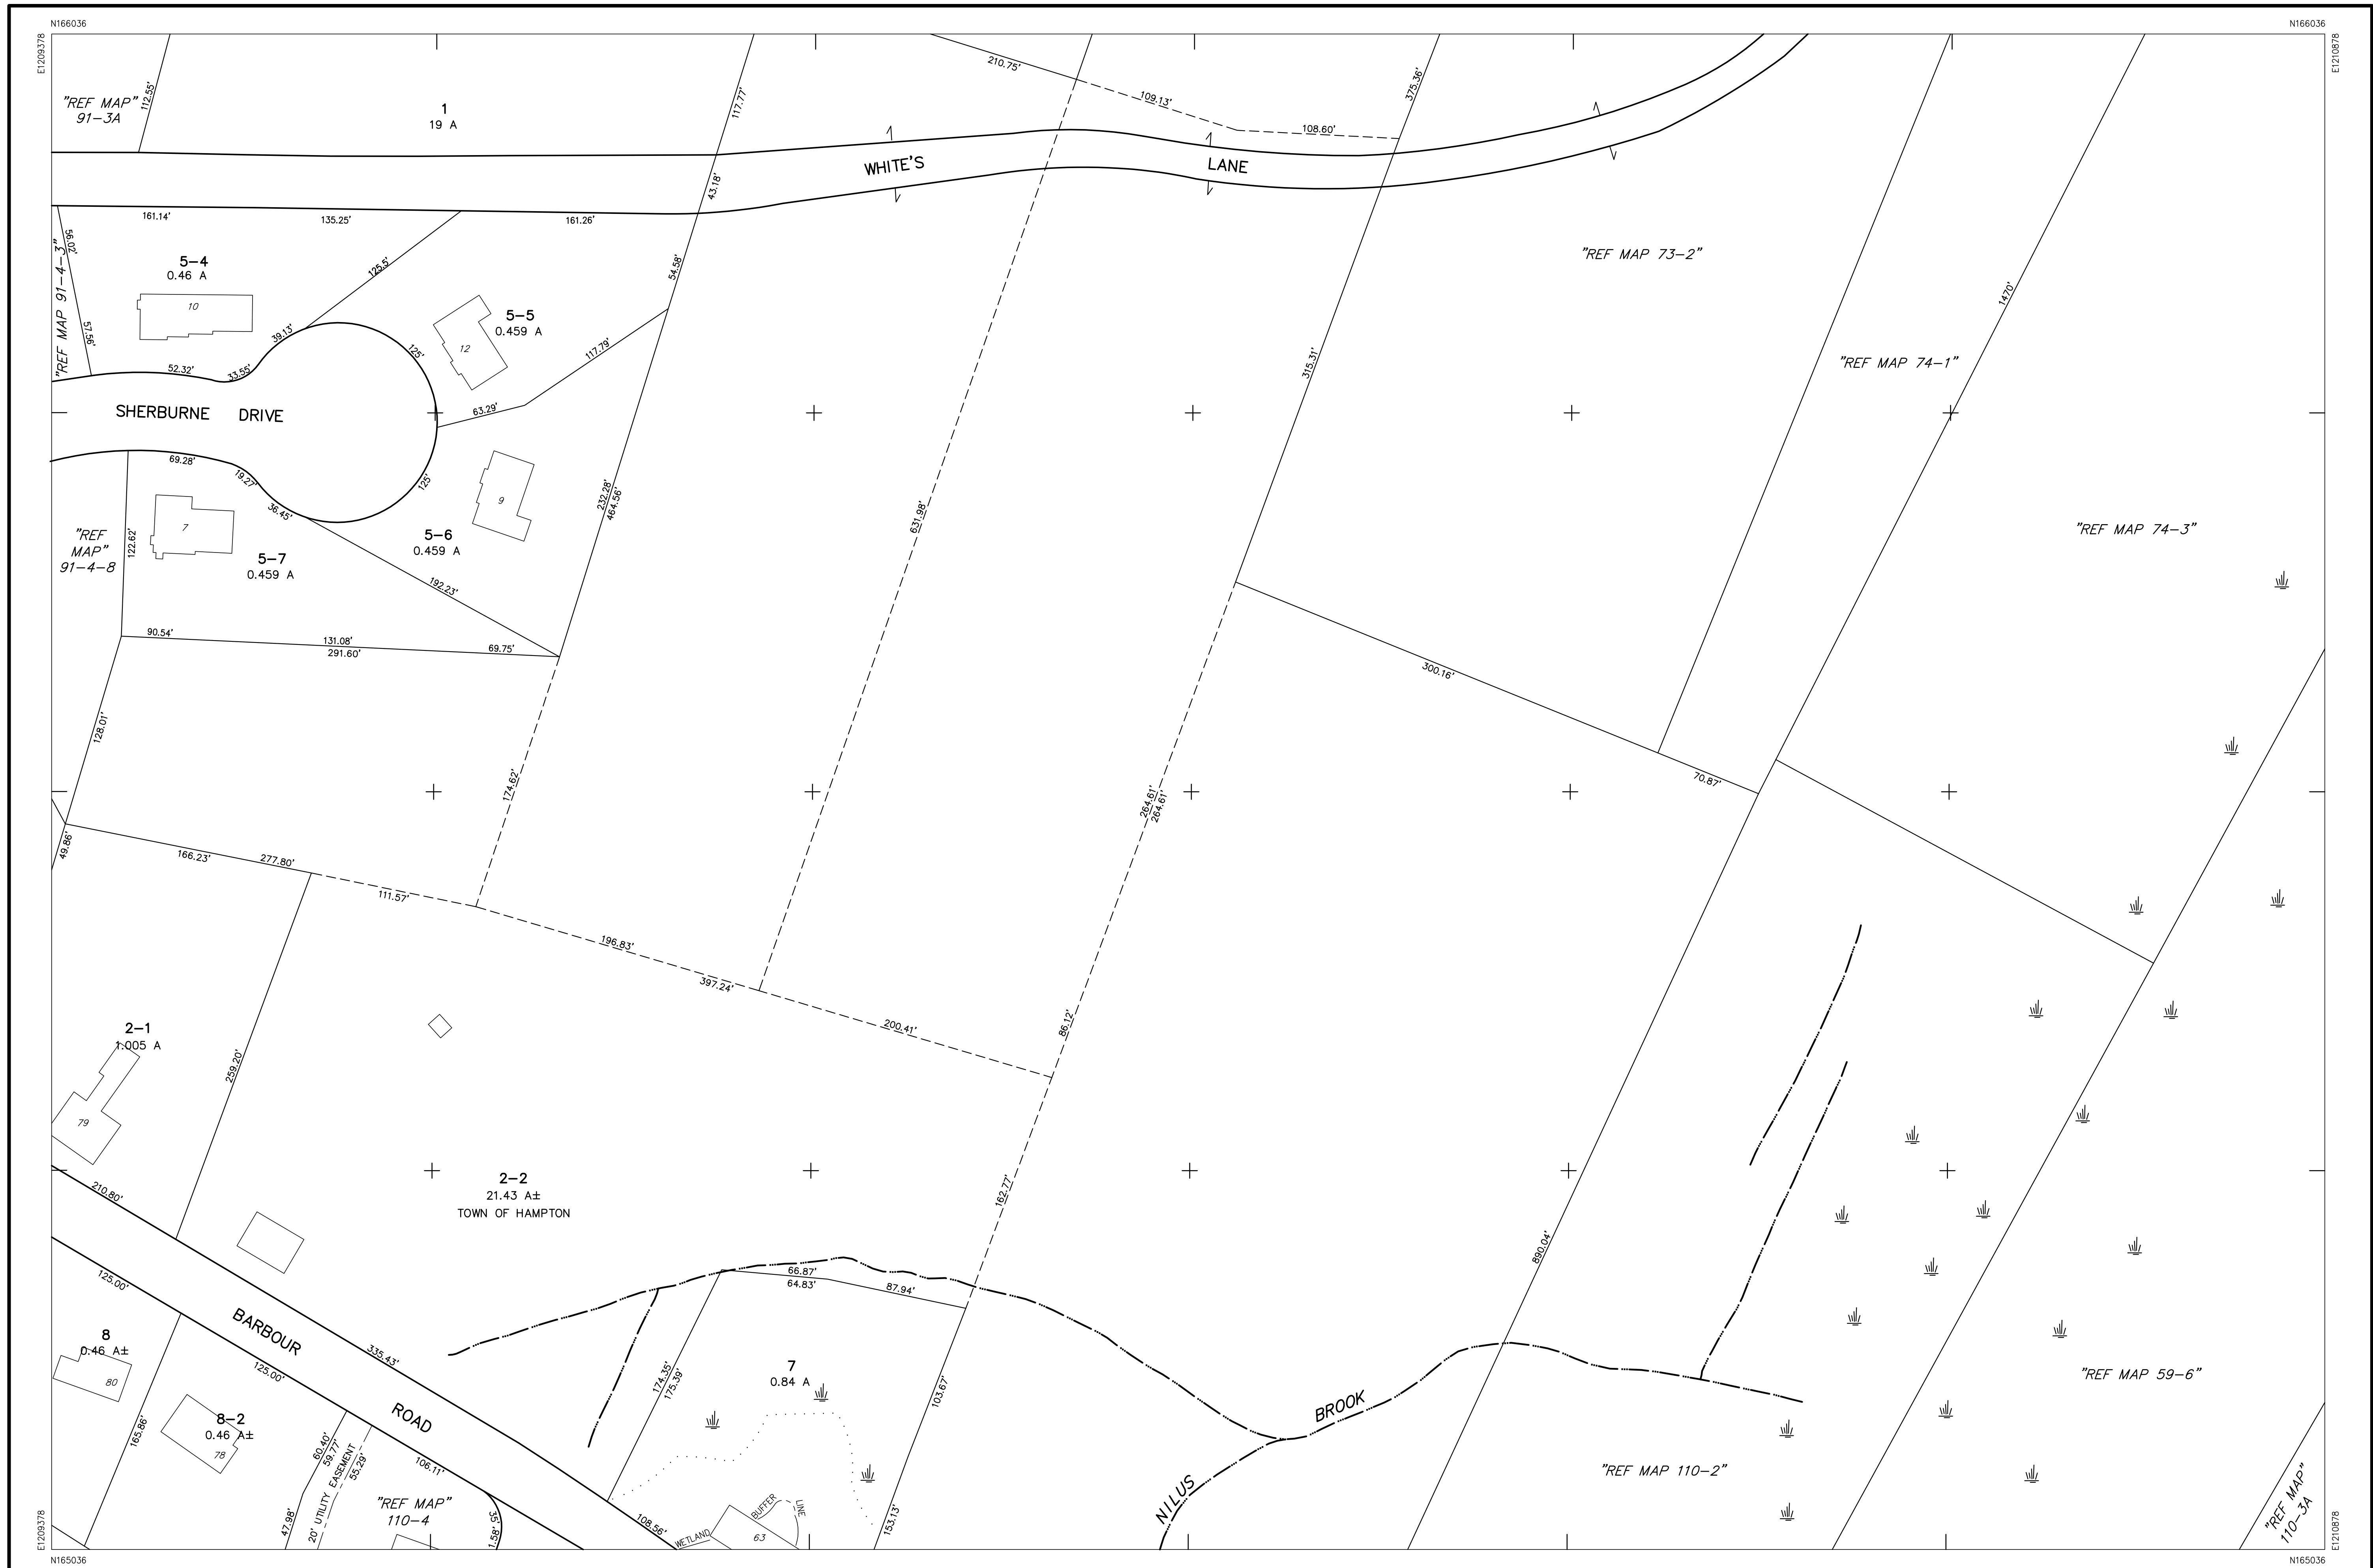 N166036
N166036
E1209378
E1210878
"REF MAP"
91-3A
112.55'
1
19 A
117.77'
210.75'
109.13'
108.60'
375.36'
WHITE'S LANE
43.18'
161.14'
135.25'
161.26'
56.02'
"REF MAP 91-4-3"
57.56'
5-4
0.46 A
10
125.5'
54.58'
"REF MAP 73-2"
1470'
5-5
0.459 A
12
39.13'
125'
117.79'
52.32'
33.55'
315.31'
"REF MAP 74-1"
SHERBURNE DRIVE
63.29'
69.28'
19.27'
36.45'
125'
9
232.28'
464.56'
631.98'
7
122.62'
"REF
MAP"
91-4-8
5-6
0.459 A
5-7
0.459 A
192.23'
"REF MAP 74-3"
90.54'
131.08'
291.60'
69.75'
300.16'
128.01'
174.62'
264.61'
264.61'
70.87'
49.86'
166.23'
277.80'
111.57'
196.83'
397.24'
200.41'
86.12'
2-1
1.005 A
259.20'
79
2-2
21.43 A±
TOWN OF HAMPTON
162.77'
210.80'
890.04'
125.00'
66.87'
64.83'
87.94'
BARBOUR ROAD
335.43'
8
0.46 A±
80
125.00'
174.35'
175.39'
7
0.84 A
103.67'
"REF MAP 59-6"
165.86'
8-2
0.46 A±
78
60.40'
59.77'
20' UTILITY EASEMENT
55.29'
106.11'
NILUS BROOK
"REF MAP 110-2"
"REF MAP"
110-4
47.98'
35'
1.58'
108.56'
WETLAND BUFFER LINE
63
153.13'
"REF MAP"
110-3A
E1209378
E1210878
N165036
N165036